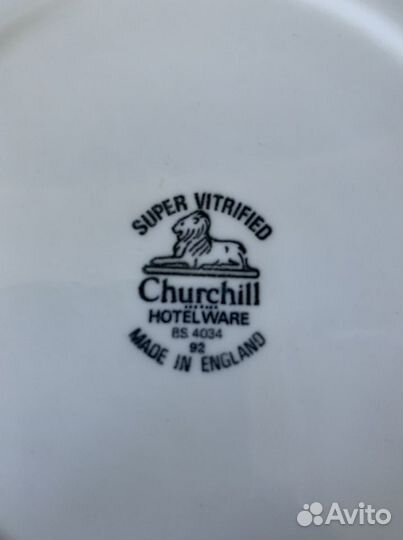 SUPER VITRIFIED
Churchill
HOTELWARE
BS. 4034
92
MADE IN ENGLAND
Avito